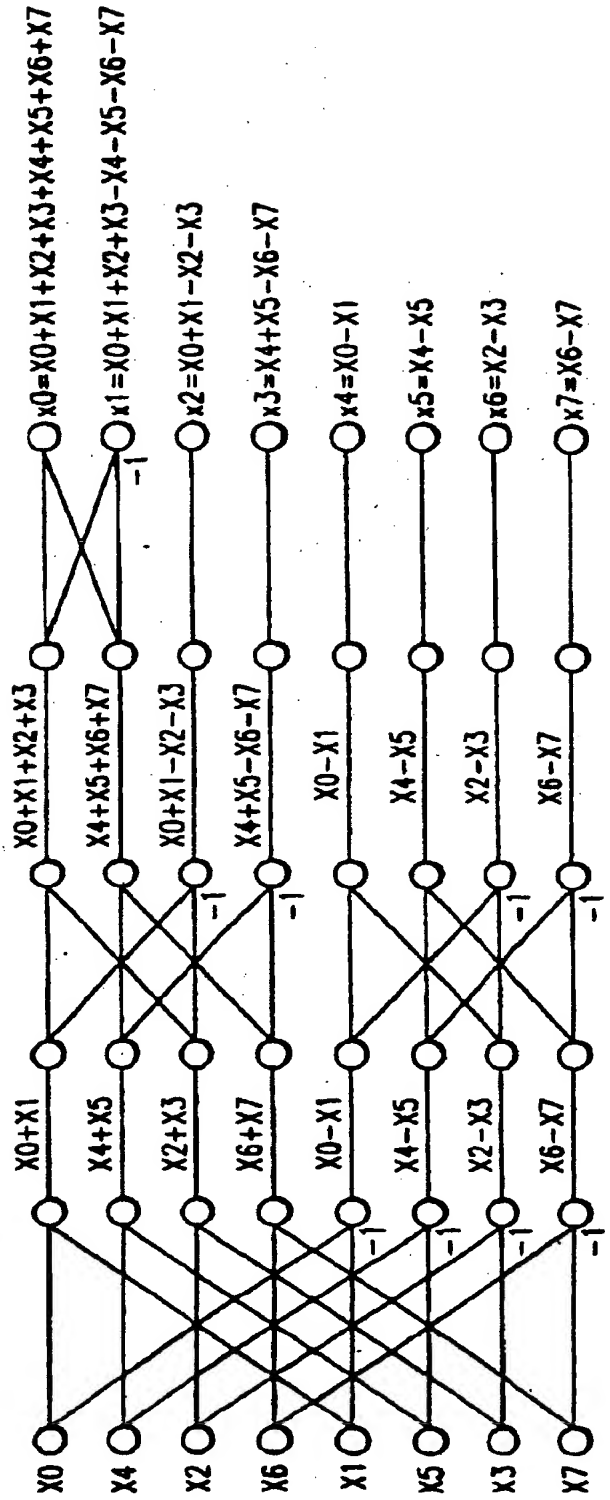 X0
X4
X2
X6
X1
X5
X3
X7
X0+X1
X4+X5
X2+X3
X6+X7
X0-X1
-1
X4-X5
-1
X2-X3
-1
X6-X7
-1
X0+X1+X2+X3
X4+X5+X6+X7
X0+X1-X2-X3
-1
X4+X5-X6-X7
-1
X0-X1
X4-X5
X2-X3
-1
X6-X7
-1
x0=X0+X1+X2+X3+X4+X5+X6+X7
x1=X0+X1+X2+X3-X4-X5-X6-X7
-1
x2=X0+X1-X2-X3
x3=X4+X5-X6-X7
x4=X0-X1
x5=X4-X5
x6=X2-X3
x7=X6-X7